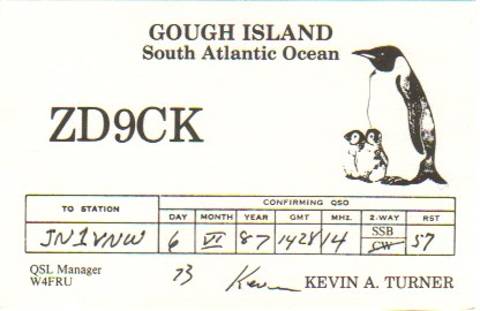 GOUGH ISLAND
South Atlantic Ocean
ZD9CK
CONFIRMING QSO
TO STATION DAY MONTH YEAR GMT MHZ. 2-WAY RST
JN1VNW 6 VI 87 1428 14 SSB CW 57
QSL Manager
W4FRU
73 Kevin KEVIN A. TURNER